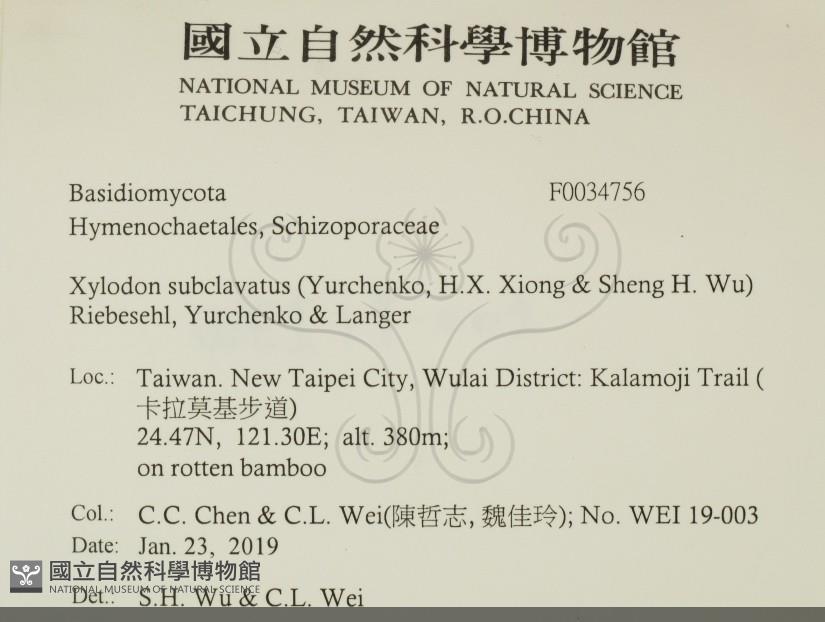 國立自然科學博物館
NATIONAL MUSEUM OF NATURAL SCIENCE
TAICHUNG, TAIWAN, R.O.CHINA
Basidiomycota F0034756
Hymenochaetales, Schizoporaceae
Xylodon subclavatus (Yurchenko, H.X. Xiong & Sheng H. Wu)
Riebesehl, Yurchenko & Langer
Loc.: Taiwan. New Taipei City, Wulai District: Kalamoji Trail (
卡拉莫基步道)
24.47N, 121.30E; alt. 380m;
on rotten bamboo
Col.: C.C. Chen & C.L. Wei(陳哲志, 魏佳玲); No. WEI 19-003
Date: Jan. 23, 2019
國立自然科學博物館
NATIONAL MUSEUM OF NATURAL SCIENCE
Det.: S.H. Wu & C.L. Wei